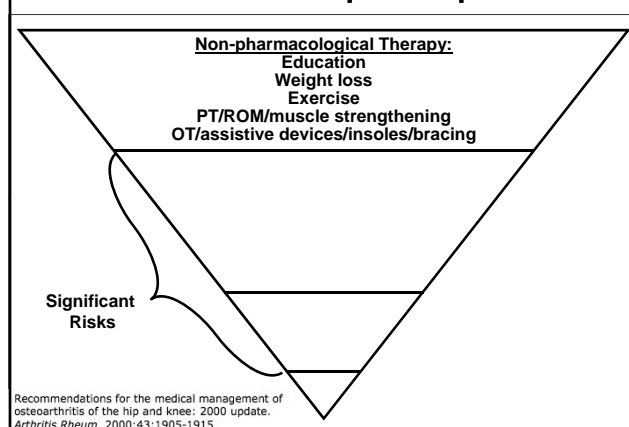 Non-pharmacological Therapy:
Education
Weight loss
Exercise
PT/ROM/muscle strengthening
OT/assistive devices/insoles/bracing
Significant
Risks
Recommendations for the medical management of
osteoarthritis of the hip and knee: 2000 update.
Arthritis Rheum. 2000;43:1905-1915